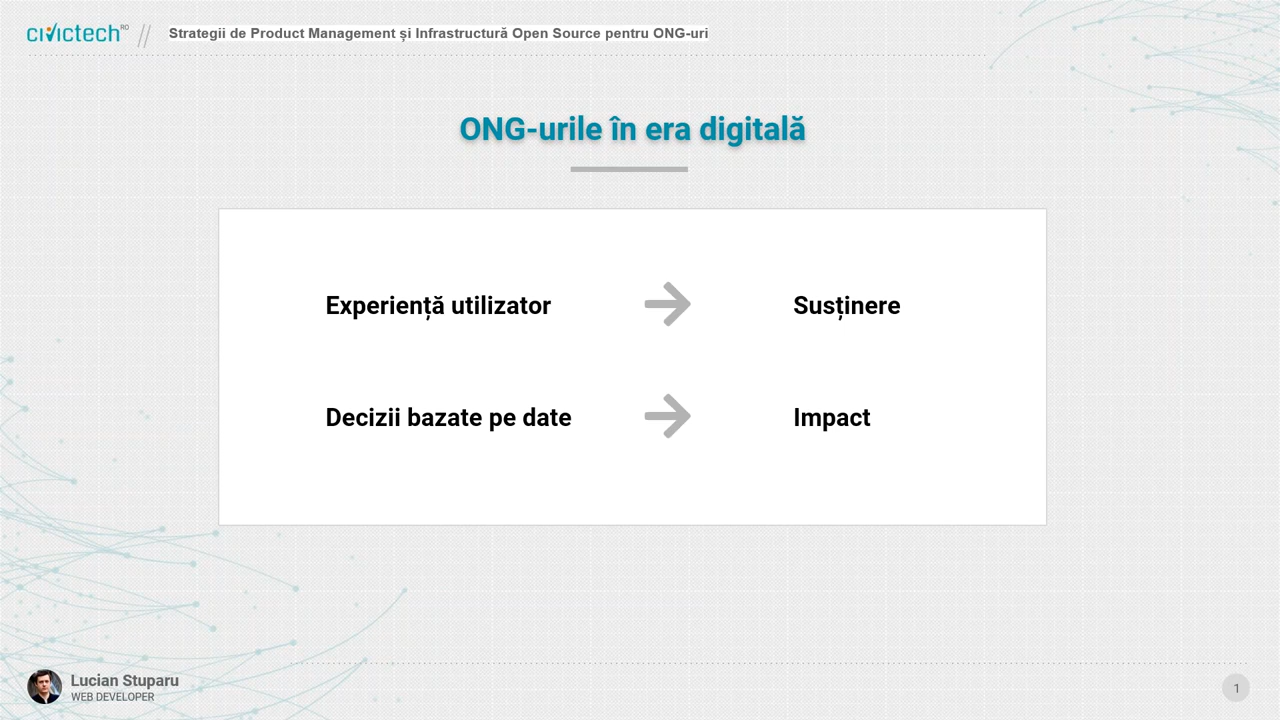 civictech RO // Strategii de Product Management și Infrastructură Open Source pentru ONG-uri
ONG-urile în era digitală
Experiență utilizator → Susținere
Decizii bazate pe date → Impact
Lucian Stuparu
WEB DEVELOPER
1